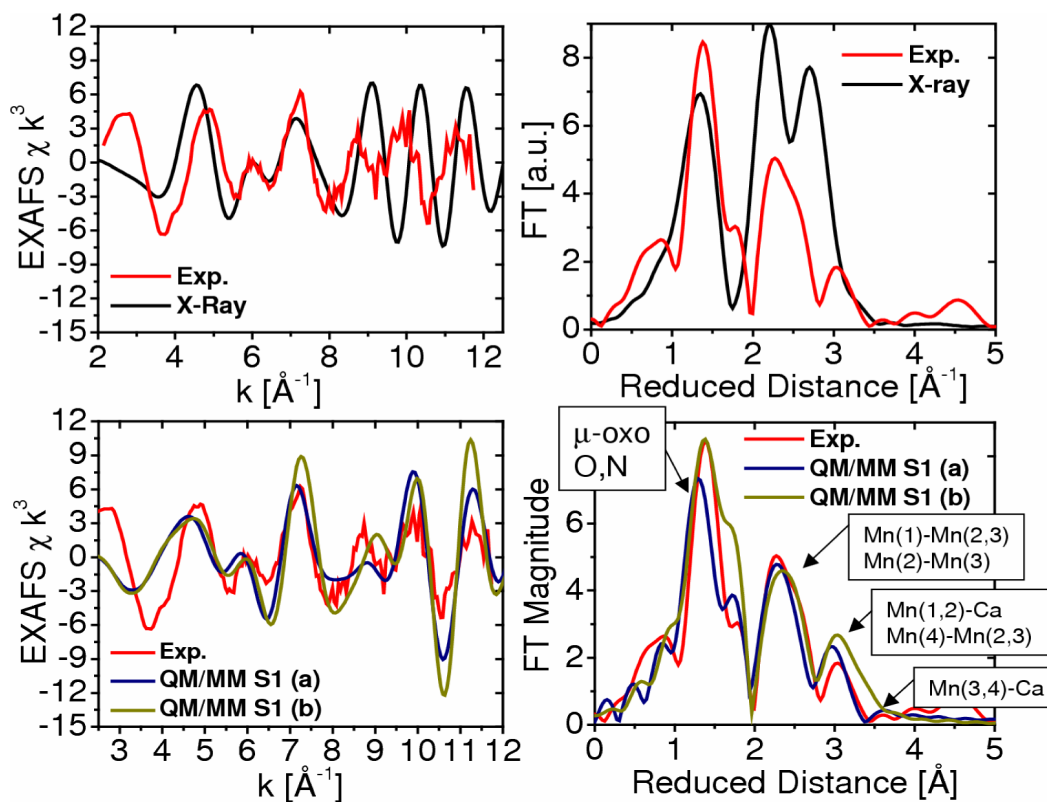 12
9
6
3
0
-3
-6
-9
-12
-15
EXAFS χ k³
Exp.
X-Ray
2 4 6 8 10 12
k [Å⁻¹]
8
6
4
2
0
FT [a.u.]
Exp.
X-ray
0 1 2 3 4 5
Reduced Distance [Å⁻¹]
12
9
6
3
0
-3
-6
-9
-12
-15
EXAFS χ k³
Exp.
QM/MM S1 (a)
QM/MM S1 (b)
3 4 5 6 7 8 9 10 11 12
k [Å⁻¹]
6
4
2
0
FT Magnitude
μ-oxo
O,N
Exp.
QM/MM S1 (a)
QM/MM S1 (b)
Mn(1)-Mn(2,3)
Mn(2)-Mn(3)
Mn(1,2)-Ca
Mn(4)-Mn(2,3)
Mn(3,4)-Ca
0 1 2 3 4 5
Reduced Distance [Å]